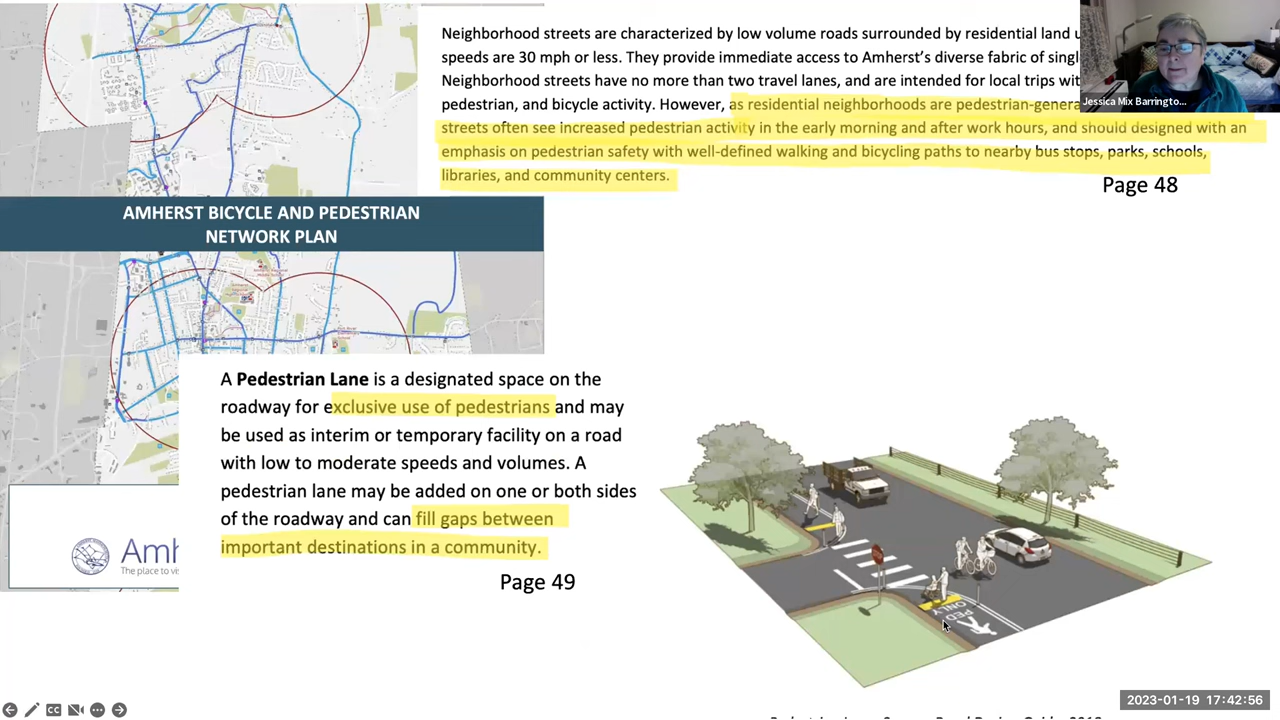 Neighborhood streets are characterized by low volume roads surrounded by residential land
speeds are 30 mph or less. They provide immediate access to Amherst's diverse fabric of
Neighborhood streets have no more than two travel lanes, and are intended for local trips
pedestrian, and bicycle activity. However, as residential neighborhoods are
streets often see increased pedestrian activity in the early morning and after work hours, and should designed with an
emphasis on pedestrian safety with well-defined walking and bicycling paths to nearby bus stops, parks, schools,
libraries, and community centers.
Page 48
Jessica Mix Barringto...
AMHERST BICYCLE AND PEDESTRIAN
NETWORK PLAN
A Pedestrian Lane is a designated space on the
roadway for exclusive use of pedestrians and may
be used as interim or temporary facility on a road
with low to moderate speeds and volumes. A
pedestrian lane may be added on one or both sides
of the roadway and can fill gaps between
important destinations in a community.
Page 49
PED
ONLY
The place to
CC
2023-01-19 17:42:56